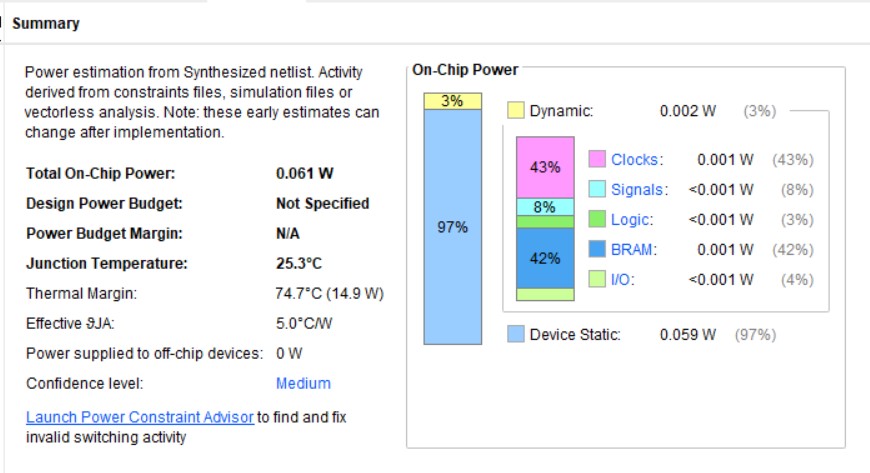 Summary
Power estimation from Synthesized netlist. Activity
derived from constraints files, simulation files or
vectorless analysis. Note: these early estimates can
change after implementation.
Total On-Chip Power: 0.061 W
Design Power Budget: Not Specified
Power Budget Margin: N/A
Junction Temperature: 25.3°C
Thermal Margin: 74.7°C (14.9 W)
Effective ϑJA: 5.0°C/W
Power supplied to off-chip devices: 0 W
Confidence level: Medium
Launch Power Constraint Advisor to find and fix
invalid switching activity
On-Chip Power
3%
97%
Dynamic: 0.002 W (3%)
43%
8%
42%
Clocks: 0.001 W (43%)
Signals: <0.001 W (8%)
Logic: <0.001 W (3%)
BRAM: 0.001 W (42%)
I/O: <0.001 W (4%)
Device Static: 0.059 W (97%)